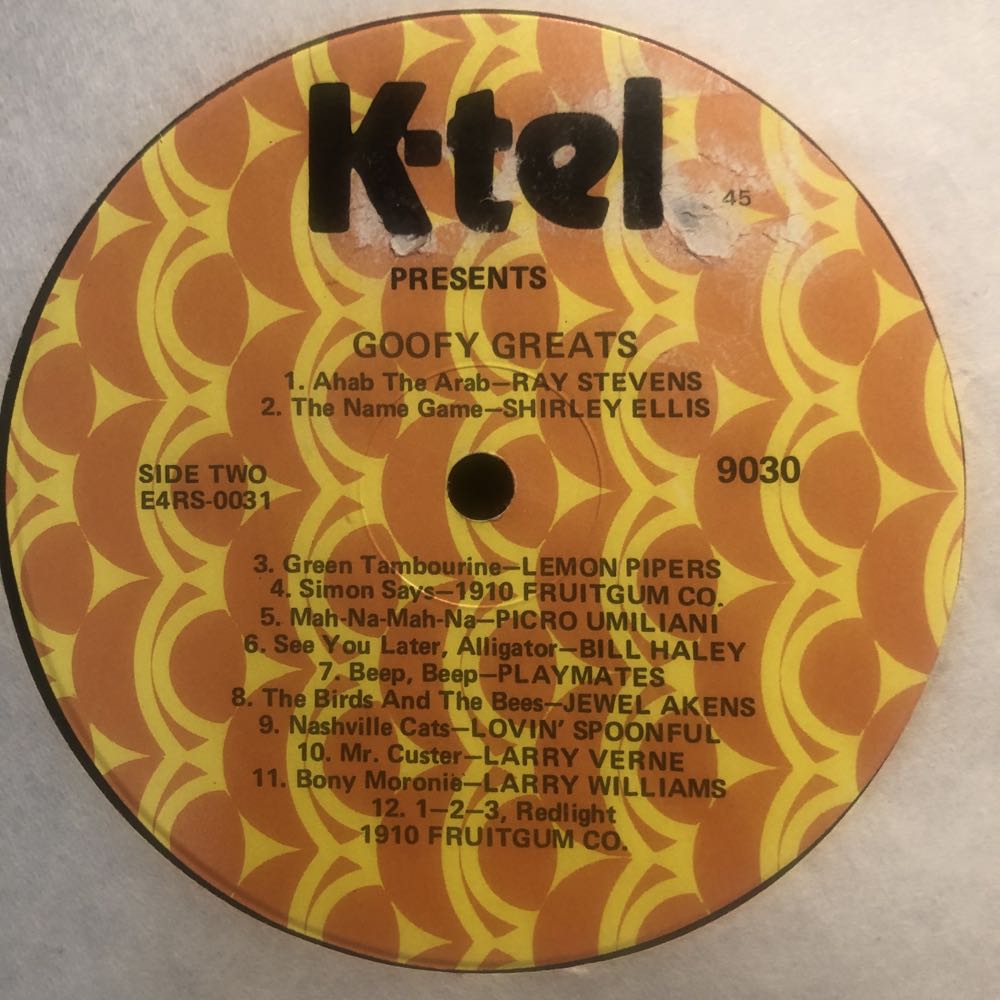 K-tel
45
PRESENTS
GOOFY GREATS
1. Ahab The Arab—RAY STEVENS
2. The Name Game—SHIRLEY ELLIS
SIDE TWO
E4RS-0031
9030
3. Green Tambourine—LEMON PIPERS
4. Simon Says—1910 FRUITGUM CO.
5. Mah-Na-Mah-Na—PICRO UMILIANI
6. See You Later, Alligator—BILL HALEY
7. Beep, Beep—PLAYMATES
8. The Birds And The Bees—JEWEL AKENS
9. Nashville Cats—LOVIN' SPOONFUL
10. Mr. Custer—LARRY VERNE
11. Bony Moronie—LARRY WILLIAMS
12. 1—2—3, Redlight
1910 FRUITGUM CO.